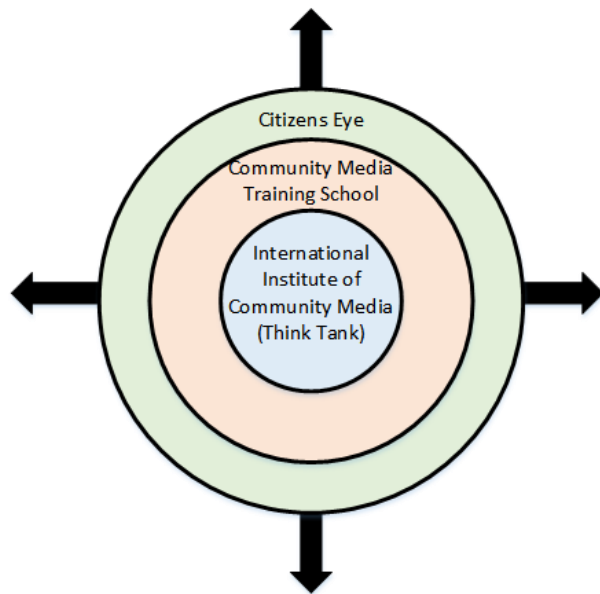 Citizens Eye
Community Media
Training School
International
Institute of
Community Media
(Think Tank)